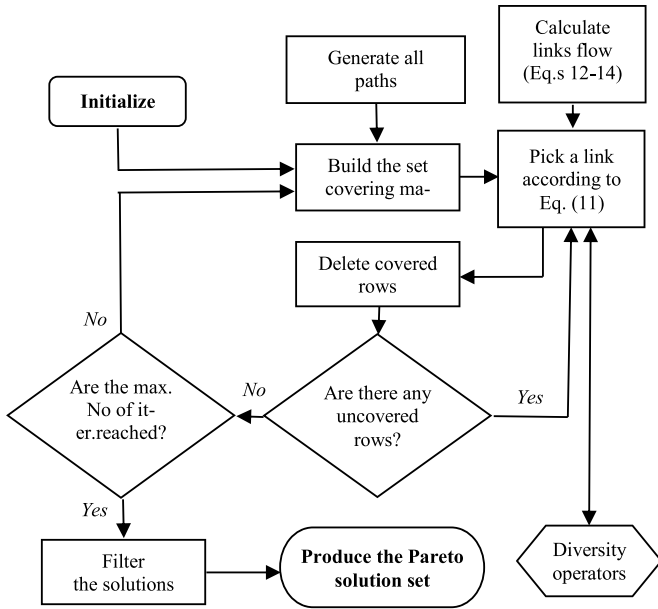 Calculate
links flow
(Eq.s 12-14)
Generate all
paths
Initialize
Build the set
covering ma-
Pick a link
according to
Eq. (11)
Delete covered
rows
No
Are the max.
No of it-
er.reached?
No
Are there any
uncovered
rows?
Yes
Yes
Filter
the solutions
Produce the Pareto
solution set
Diversity
operators